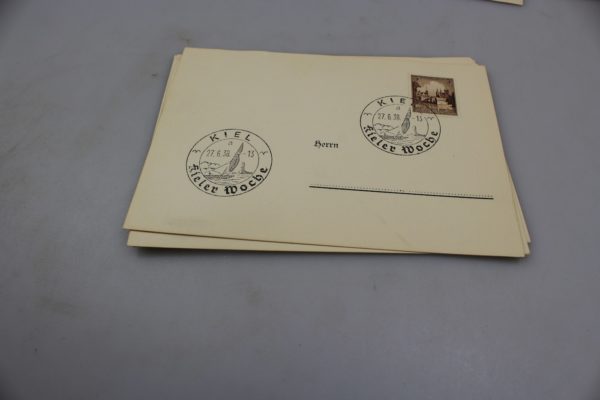 KIEL
a
27.6.38.-13
Kieler Woche
KIEL
a
27.6.38.-13
Kieler Woche
Herrn